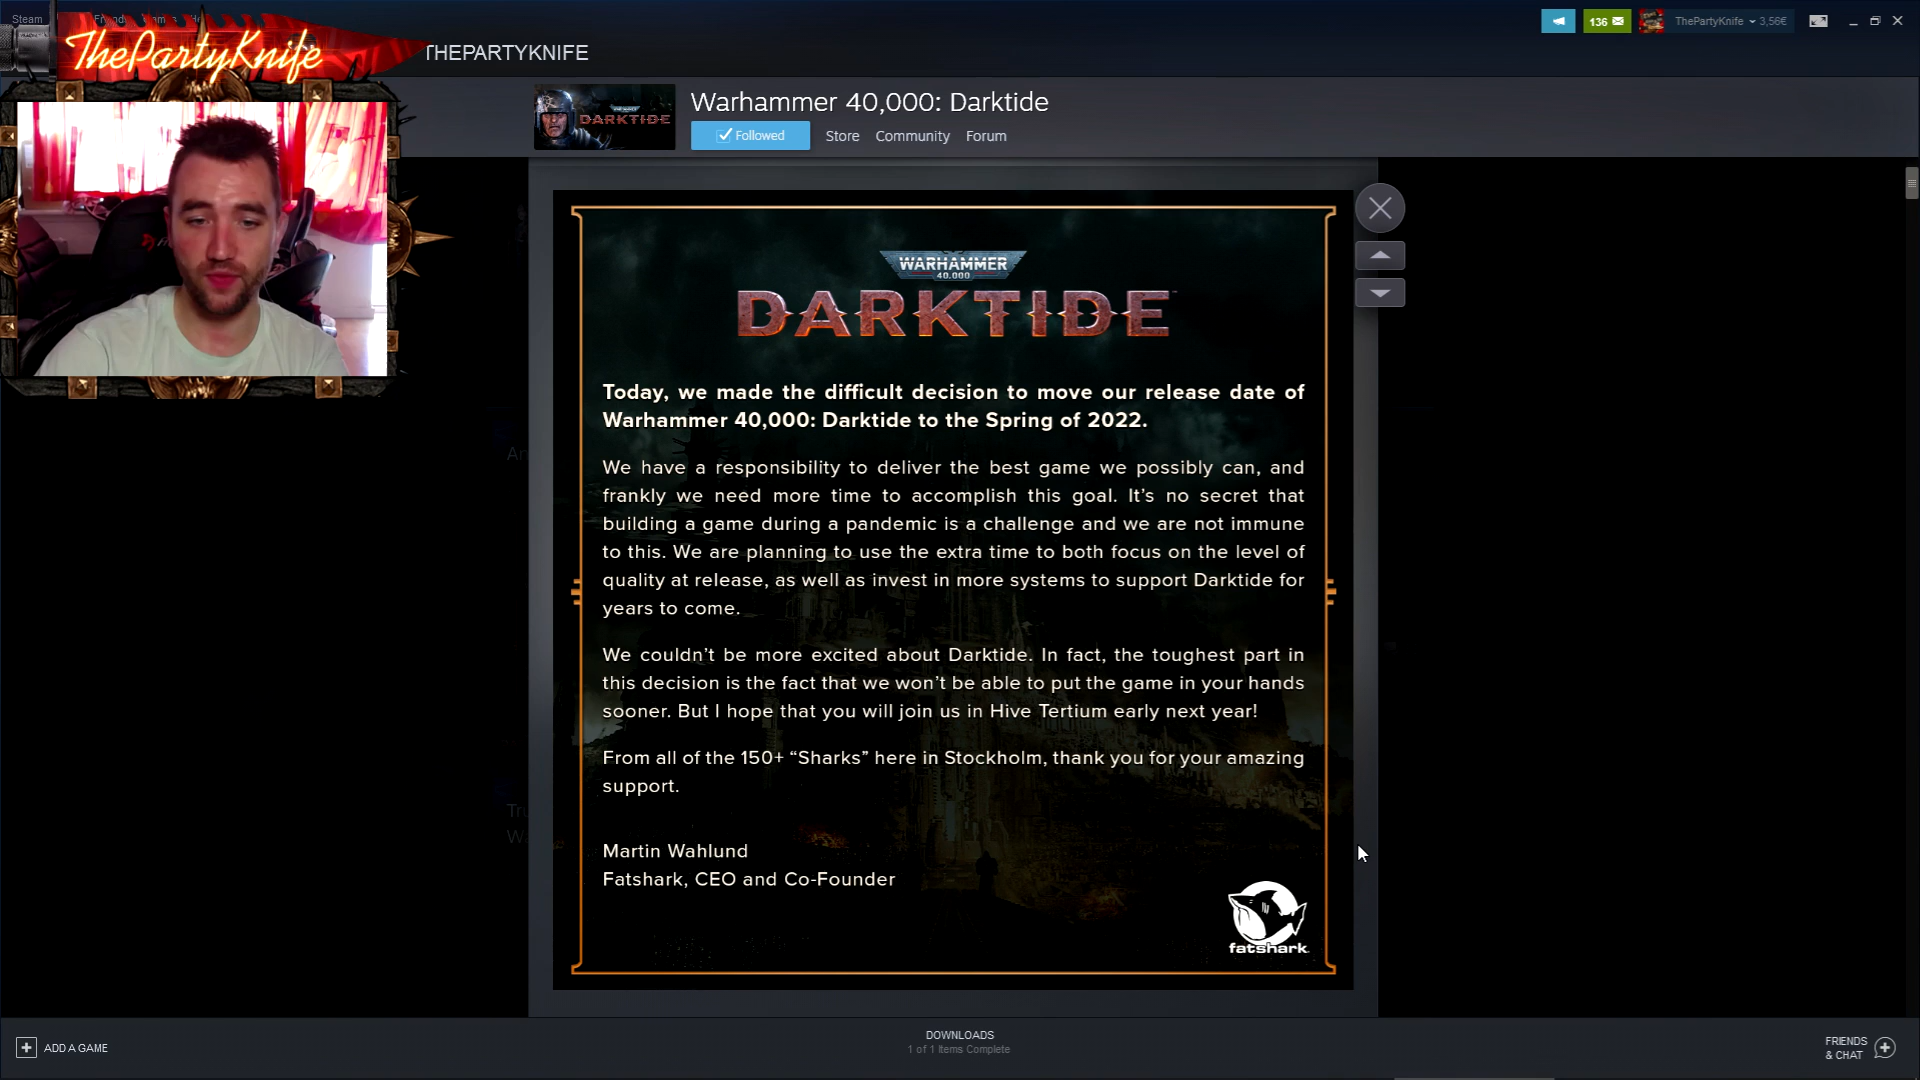 Steam
ThePartyKnife
THEPARTYKNIFE
136
ThePartyKnife
3,56€
DARKTIDE
Warhammer 40,000: Darktide
Followed
Store
Community
Forum
WARHAMMER
40,000
DARKTIDE
Today, we made the difficult decision to move our release date of
Warhammer 40,000: Darktide to the Spring of 2022.
We have a responsibility to deliver the best game we possibly can, and
frankly we need more time to accomplish this goal. It’s no secret that
building a game during a pandemic is a challenge and we are not immune
to this. We are planning to use the extra time to both focus on the level of
quality at release, as well as invest in more systems to support Darktide for
years to come.
We couldn’t be more excited about Darktide. In fact, the toughest part in
this decision is the fact that we won’t be able to put the game in your hands
sooner. But I hope that you will join us in Hive Tertium early next year!
From all of the 150+ “Sharks” here in Stockholm, thank you for your amazing
support.
Martin Wahlund
Fatshark, CEO and Co-Founder
fatshark
ADD A GAME
DOWNLOADS
1 of 1 Items Complete
FRIENDS
& CHAT